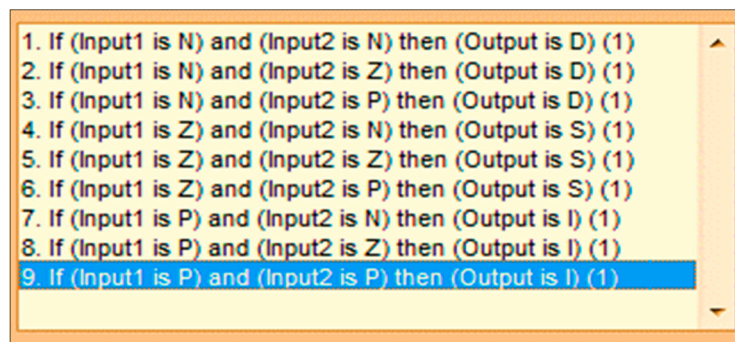 1. If (Input1 is N) and (Input2 is N) then (Output is D) (1)
2. If (Input1 is N) and (Input2 is Z) then (Output is D) (1)
3. If (Input1 is N) and (Input2 is P) then (Output is D) (1)
4. If (Input1 is Z) and (Input2 is N) then (Output is S) (1)
5. If (Input1 is Z) and (Input2 is Z) then (Output is S) (1)
6. If (Input1 is Z) and (Input2 is P) then (Output is S) (1)
7. If (Input1 is P) and (Input2 is N) then (Output is I) (1)
8. If (Input1 is P) and (Input2 is Z) then (Output is I) (1)
9. If (Input1 is P) and (Input2 is P) then (Output is I) (1)